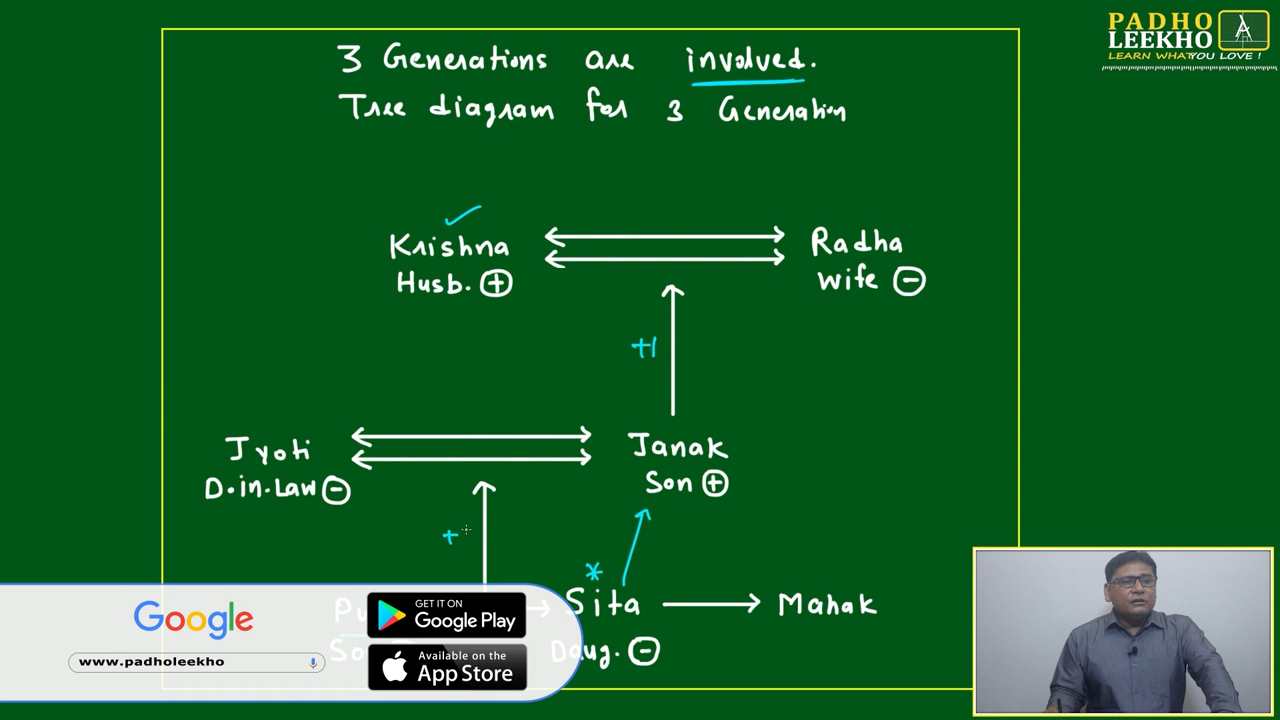 PADHO
LEEKHO
LEARN WHAT YOU LOVE !
3 Generations are involved.
Tree diagram for 3 Generation
Krishna
Husb. +
Radha
Wife -
+1
Jyoti
D.in.Law -
Janak
Son +
+
*
Sita
Daug. -
Mahak
Google
www.padholeekho
GET IT ON
Google Play
Available on the
App Store